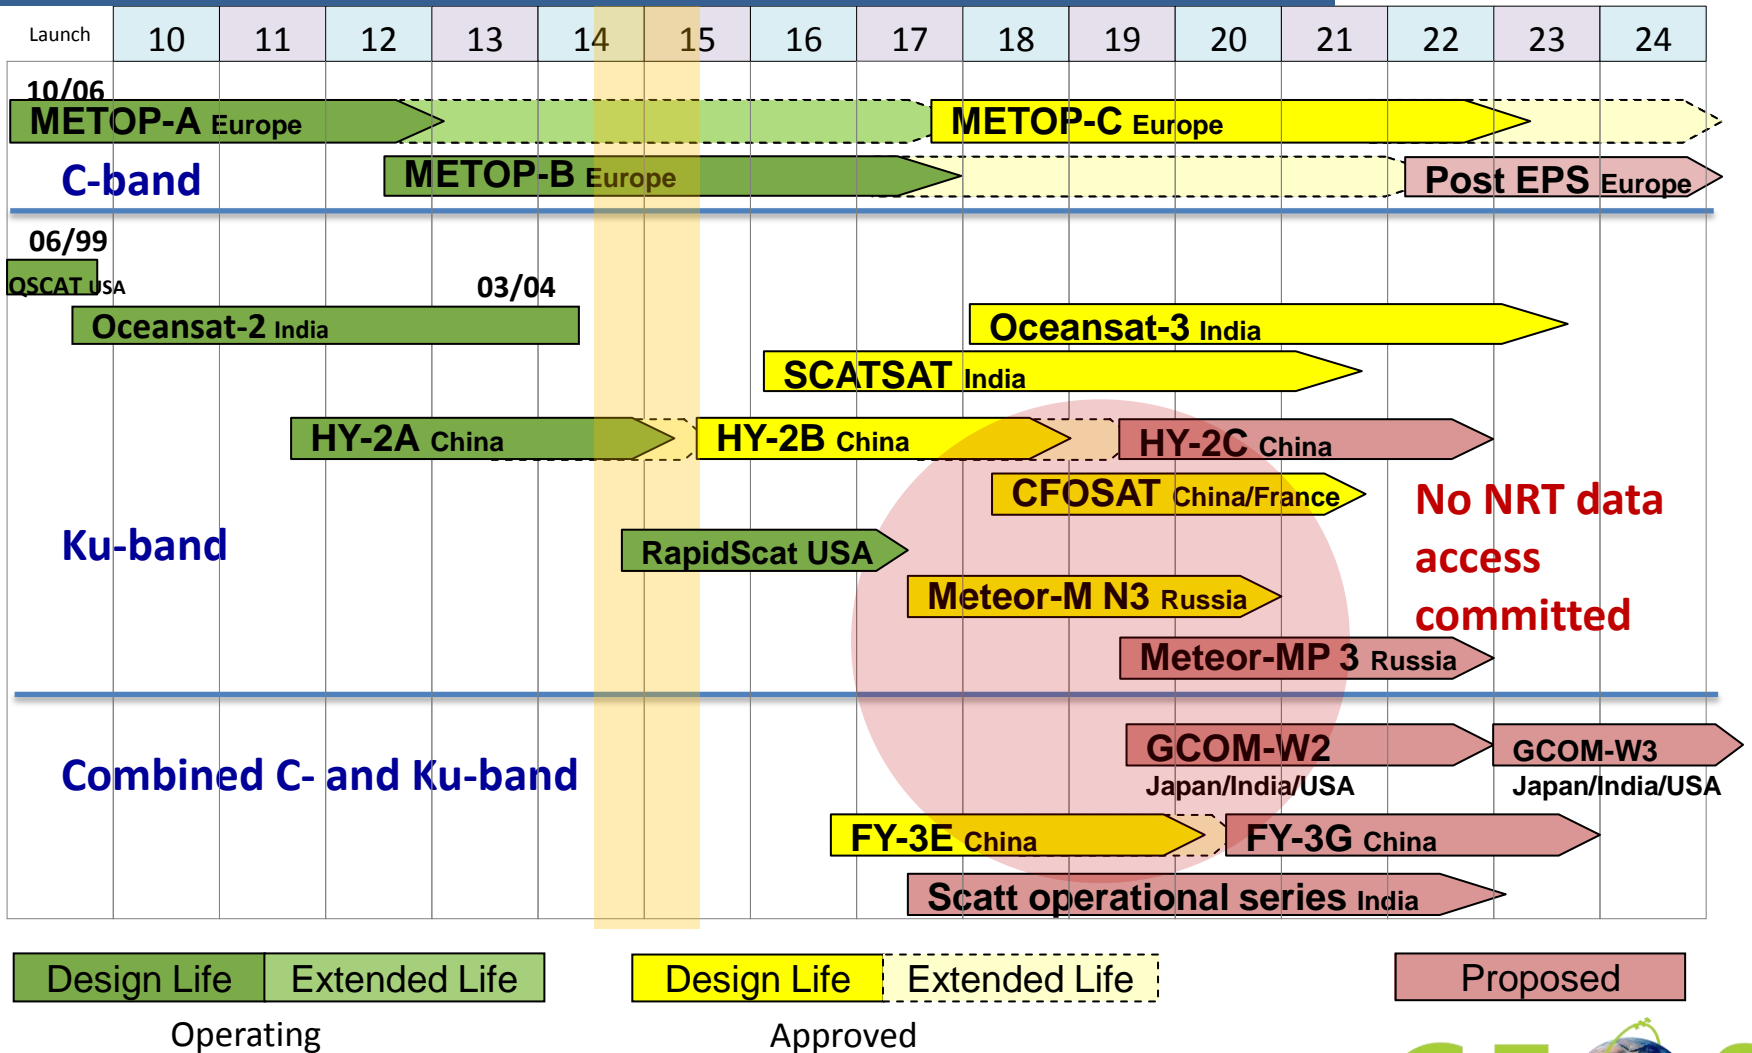 Launch 10 11 12 13 14 15 16 17 18 19 20 21 22 23 24
10/06
METOP-A Europe
METOP-C Europe
C-band
METOP-B Europe
Post EPS Europe
06/99
QSCAT USA
03/04
Oceansat-2 India
Oceansat-3 India
SCATSAT India
HY-2A China
HY-2B China
HY-2C China
CFOSAT China/France
No NRT data
access
committed
Ku-band
RapidScat USA
Meteor-M N3 Russia
Meteor-MP 3 Russia
Combined C- and Ku-band
GCOM-W2
Japan/India/USA
GCOM-W3
Japan/India/USA
FY-3E China
FY-3G China
Scatt operational series India
Design Life Extended Life
Operating
Design Life Extended Life
Approved
Proposed